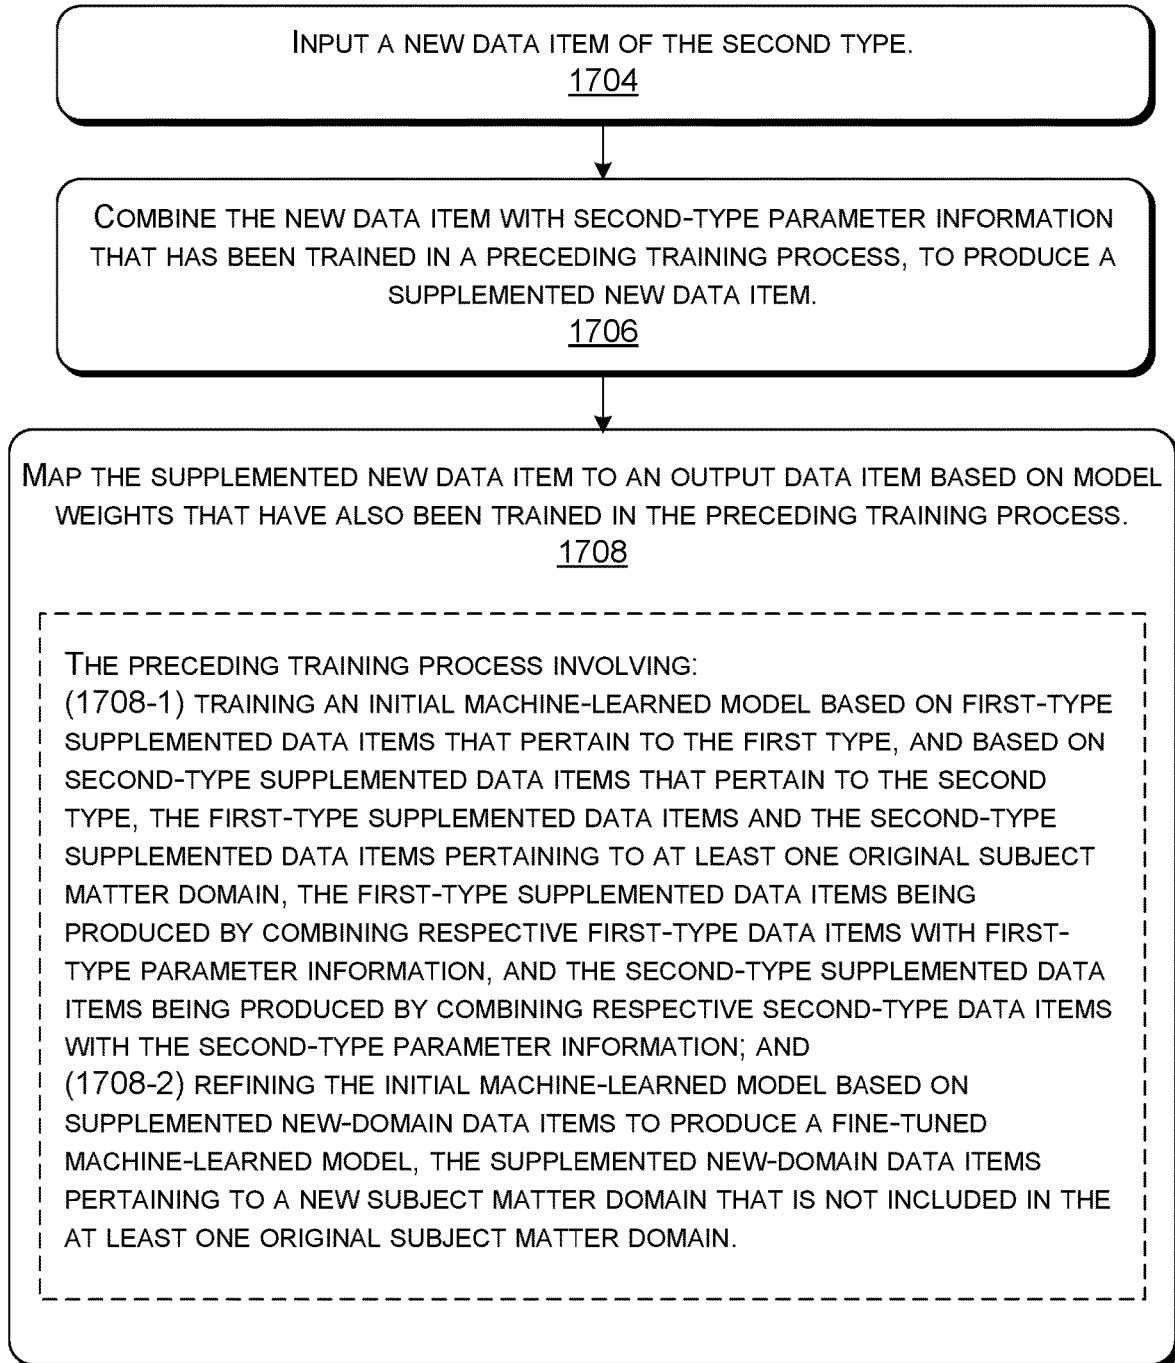 INPUT A NEW DATA ITEM OF THE SECOND TYPE.
1704
COMBINE THE NEW DATA ITEM WITH SECOND-TYPE PARAMETER INFORMATION
THAT HAS BEEN TRAINED IN A PRECEDING TRAINING PROCESS, TO PRODUCE A
SUPPLEMENTED NEW DATA ITEM.
1706
MAP THE SUPPLEMENTED NEW DATA ITEM TO AN OUTPUT DATA ITEM BASED ON MODEL
WEIGHTS THAT HAVE ALSO BEEN TRAINED IN THE PRECEDING TRAINING PROCESS.
1708
THE PRECEDING TRAINING PROCESS INVOLVING:
(1708-1) TRAINING AN INITIAL MACHINE-LEARNED MODEL BASED ON FIRST-TYPE
SUPPLEMENTED DATA ITEMS THAT PERTAIN TO THE FIRST TYPE, AND BASED ON
SECOND-TYPE SUPPLEMENTED DATA ITEMS THAT PERTAIN TO THE SECOND
TYPE, THE FIRST-TYPE SUPPLEMENTED DATA ITEMS AND THE SECOND-TYPE
SUPPLEMENTED DATA ITEMS PERTAINING TO AT LEAST ONE ORIGINAL SUBJECT
MATTER DOMAIN, THE FIRST-TYPE SUPPLEMENTED DATA ITEMS BEING
PRODUCED BY COMBINING RESPECTIVE FIRST-TYPE DATA ITEMS WITH FIRST-
TYPE PARAMETER INFORMATION, AND THE SECOND-TYPE SUPPLEMENTED DATA
ITEMS BEING PRODUCED BY COMBINING RESPECTIVE SECOND-TYPE DATA ITEMS
WITH THE SECOND-TYPE PARAMETER INFORMATION; AND
(1708-2) REFINING THE INITIAL MACHINE-LEARNED MODEL BASED ON
SUPPLEMENTED NEW-DOMAIN DATA ITEMS TO PRODUCE A FINE-TUNED
MACHINE-LEARNED MODEL, THE SUPPLEMENTED NEW-DOMAIN DATA ITEMS
PERTAINING TO A NEW SUBJECT MATTER DOMAIN THAT IS NOT INCLUDED IN THE
AT LEAST ONE ORIGINAL SUBJECT MATTER DOMAIN.